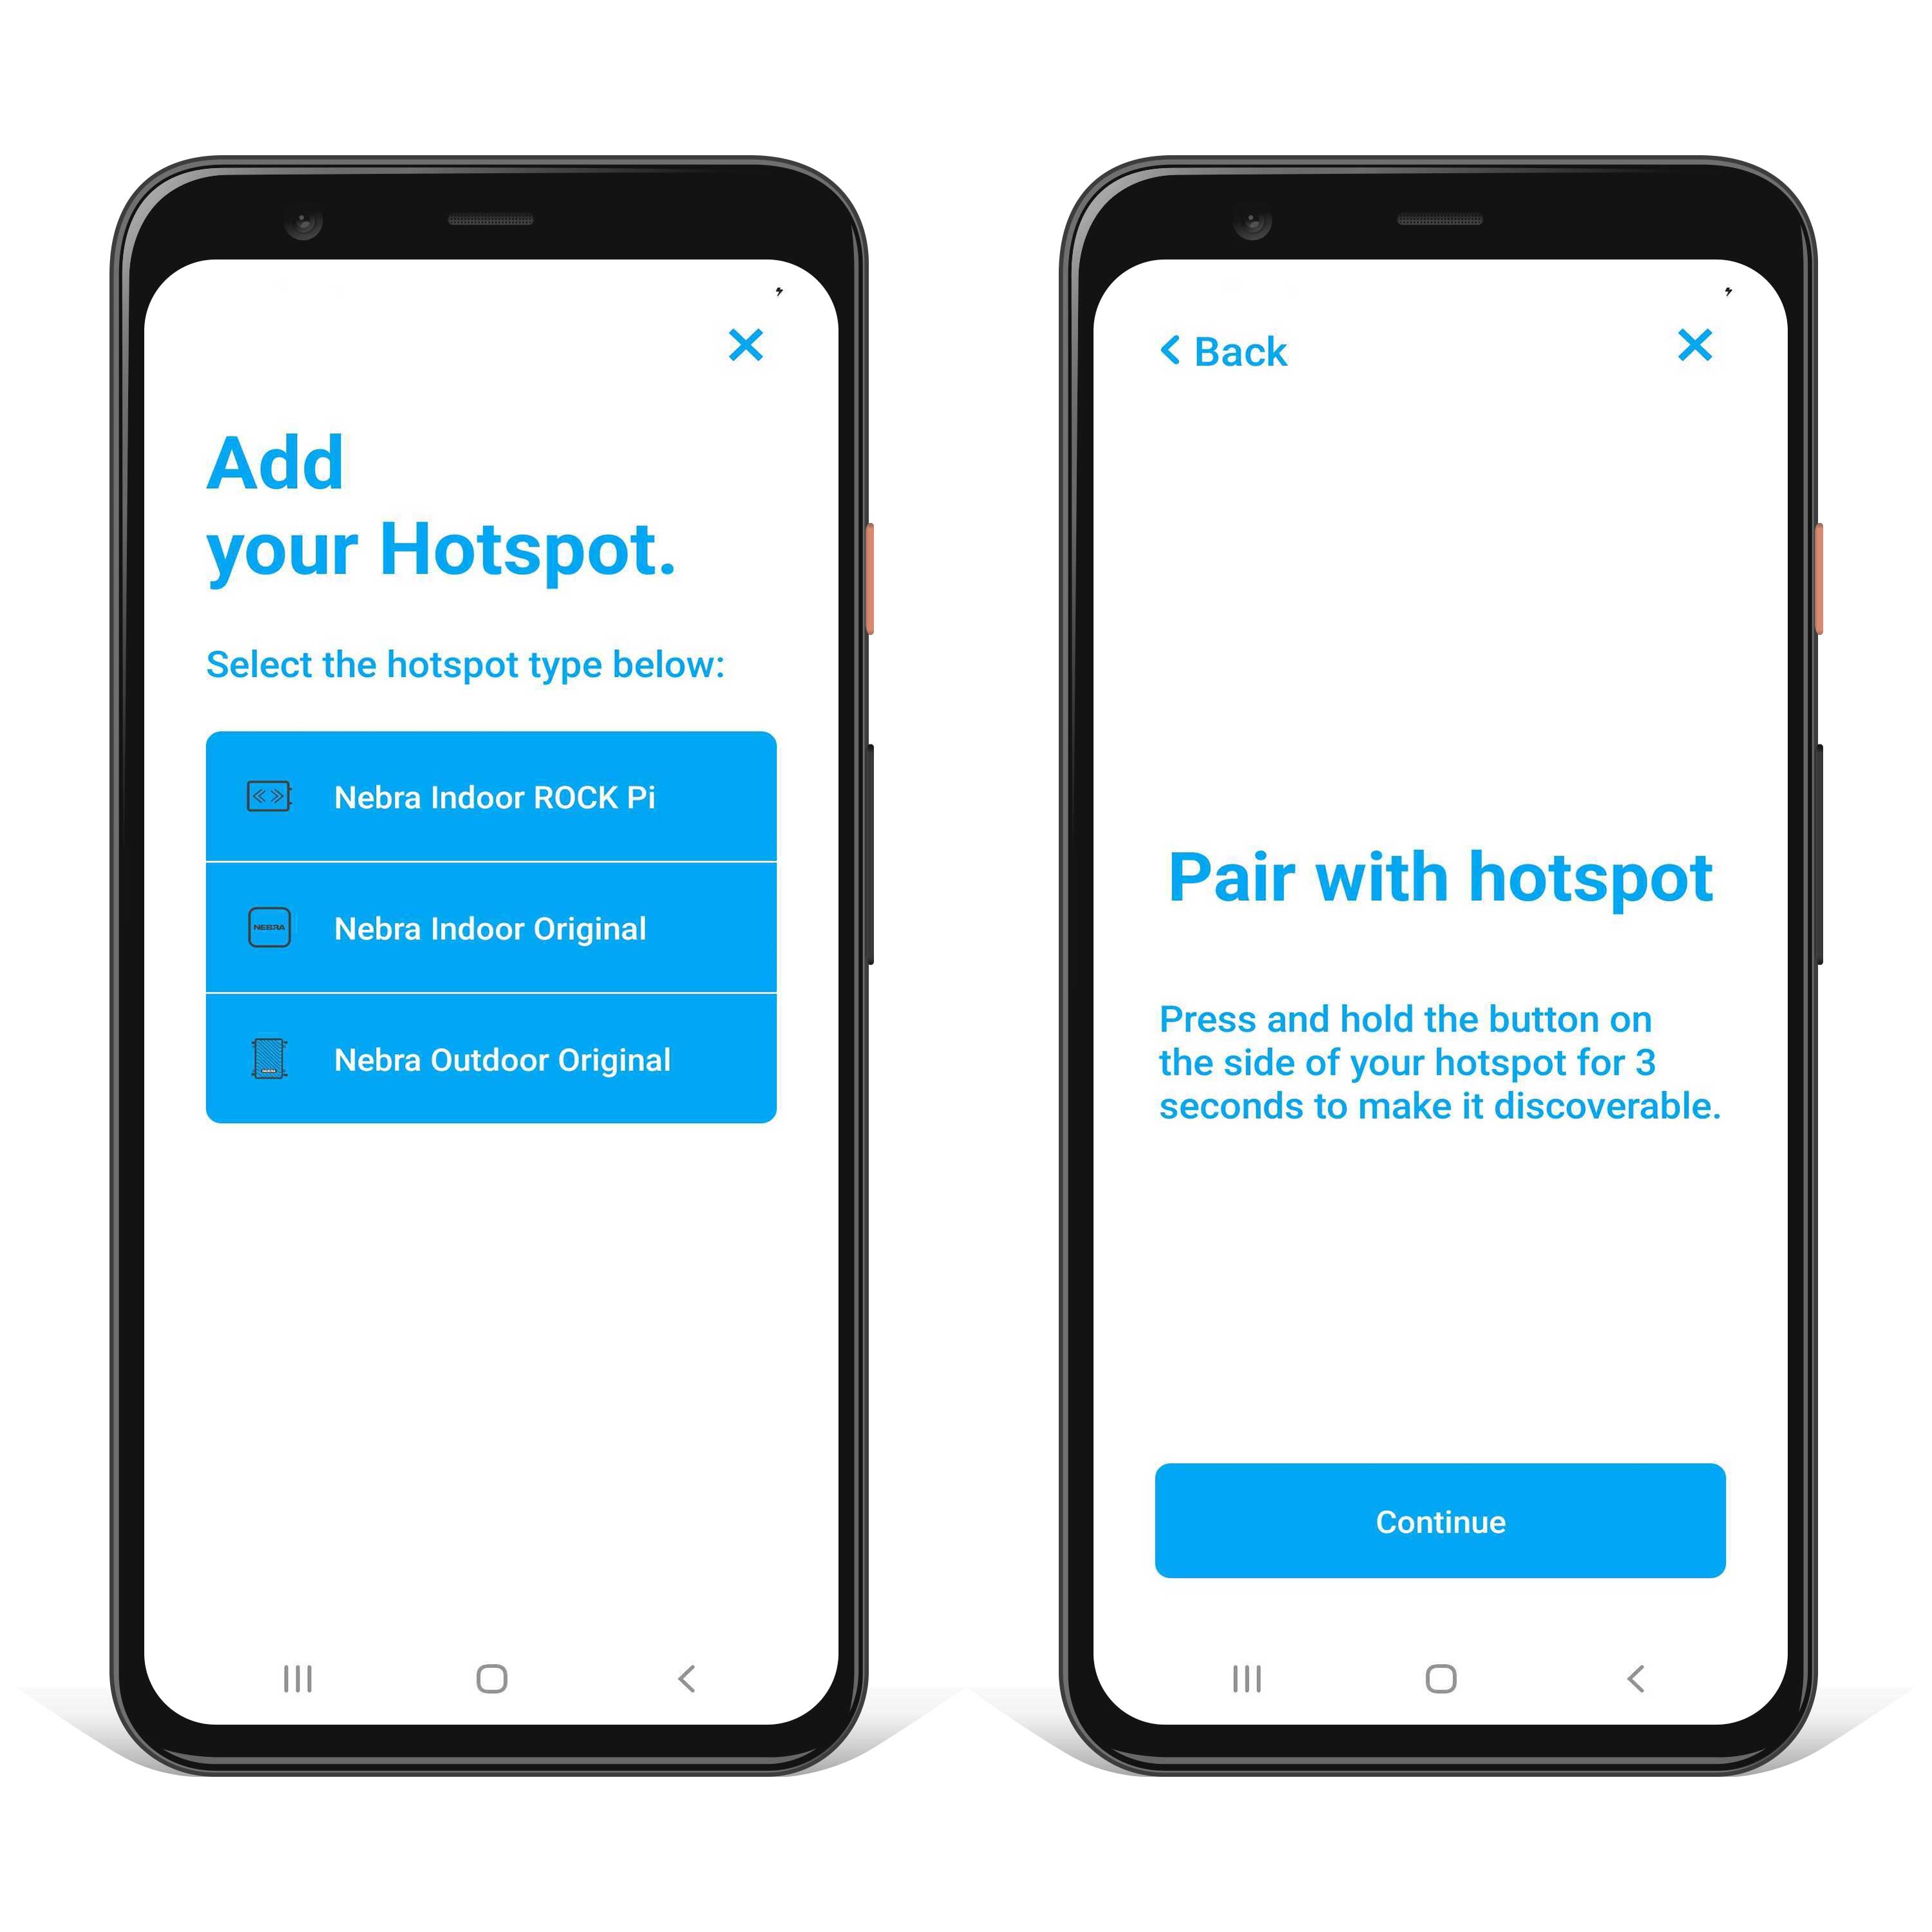 Add
your Hotspot.
Select the hotspot type below:
Nebra Indoor ROCK Pi
NEBRA
Nebra Indoor Original
Nebra Outdoor Original
Back
Pair with hotspot
Press and hold the button on
the side of your hotspot for 3
seconds to make it discoverable.
Continue